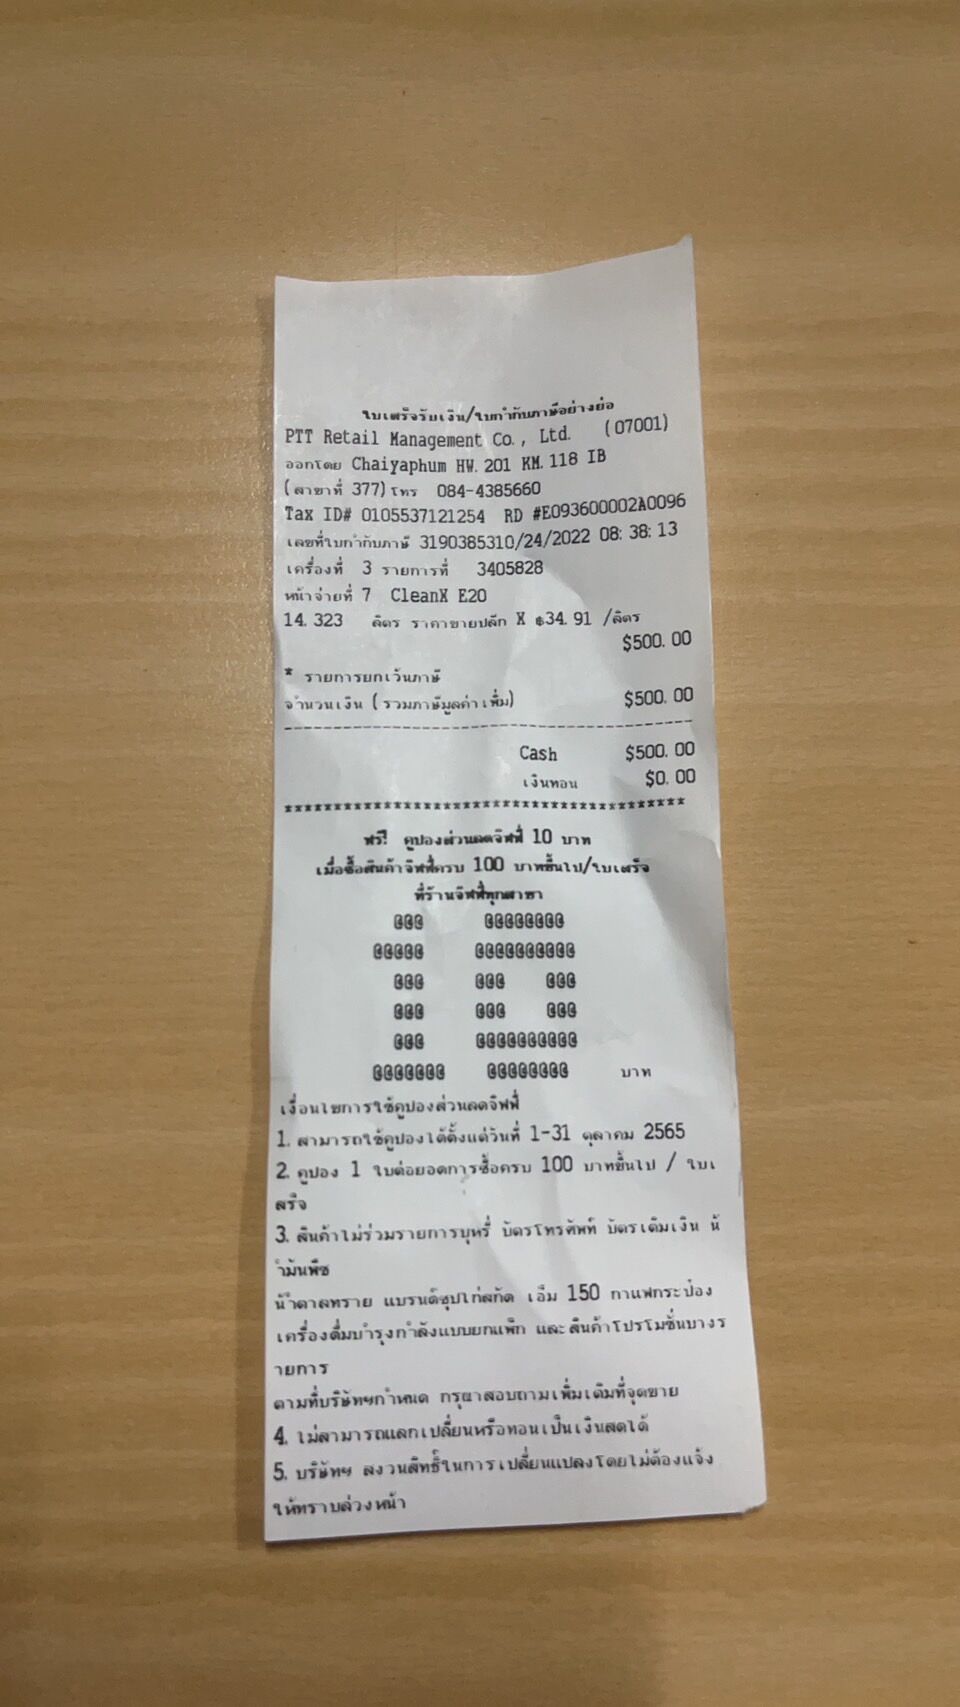 ใบเสร็จรับเงิน/ใบกำกับภาษีอย่างย่อ
PTT Retail Management Co., Ltd. (07001)
ออกโดย Chaiyaphum HW. 201 KM. 118 IB
(สาขาที่ 377) โทร 084-4385660
Tax ID# 0105537121254 RD #E093600002A0096
เลขที่ใบกำกับภาษี 3190385310/24/2022 08:38:13
เครื่องที่ 3 รายการที่ 3405828
หน้าจ่ายที่ 7 CleanX E20
14.323 ลิตร ราคาขายปลีก X ฿34.91 /ลิตร
$500.00
* รายการยกเว้นภาษี
จำนวนเงิน (รวมภาษีมูลค่าเพิ่ม) $500.00
----------------------------------------
Cash $500.00
เงินทอน $0.00
*****************************************
ฟรี! คูปองส่วนลดจิฟฟี่ 10 บาท
เมื่อซื้อสินค้าจิฟฟี่ครบ 100 บาทขึ้นไป/ใบเสร็จ
ที่ร้านจิฟฟี่ทุกสาขา
@@@ @@@@@@@@
@@@@@ @@@@@@@@@@
@@@ @@@ @@@
@@@ @@@ @@@
@@@ @@@@@@@@@@
@@@@@@@ @@@@@@@@ บาท
เงื่อนไขการใช้คูปองส่วนลดจิฟฟี่
1. สามารถใช้คูปองได้ตั้งแต่วันที่ 1-31 ตุลาคม 2565
2. คูปอง 1 ใบต่อยอดการซื้อครบ 100 บาทขึ้นไป / ใบเ
สร็จ
3. สินค้าไม่ร่วมรายการบุหรี่ บัตรโทรศัพท์ บัตรเติมเงิน น้
ำมันพืช
น้ำตาลทราย แบรนด์ซุปไก่สกัด เอ็ม 150 กาแฟกระป๋อง
เครื่องดื่มบำรุงกำลังแบบยกแพ็ก และสินค้าโปรโมชั่นบางร
ายการ
ตามที่บริษัทฯกำหนด กรุณาสอบถามเพิ่มเติมที่จุดขาย
4. ไม่สามารถแลกเปลี่ยนหรือทอนเป็นเงินสดได้
5. บริษัทฯ สงวนสิทธิ์ในการเปลี่ยนแปลงโดยไม่ต้องแจ้ง
ให้ทราบล่วงหน้า